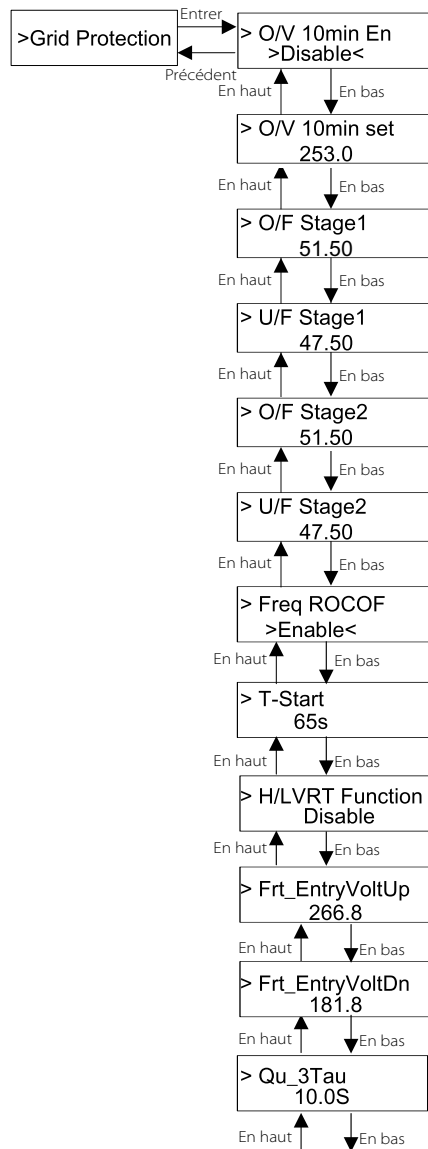 >Grid Protection
Entrer
Précédent
> O/V 10min En
>Disable<
En haut
En bas
> O/V 10min set
253.0
En haut
En bas
> O/F Stage1
51.50
En haut
En bas
> U/F Stage1
47.50
En haut
En bas
> O/F Stage2
51.50
En haut
En bas
> U/F Stage2
47.50
En haut
En bas
> Freq ROCOF
>Enable<
En haut
En bas
> T-Start
65s
En haut
En bas
> H/LVRT Function
Disable
En haut
En bas
> Frt_EntryVoltUp
266.8
En haut
En bas
> Frt_EntryVoltDn
181.8
En haut
En bas
> Qu_3Tau
10.0S
En haut
En bas